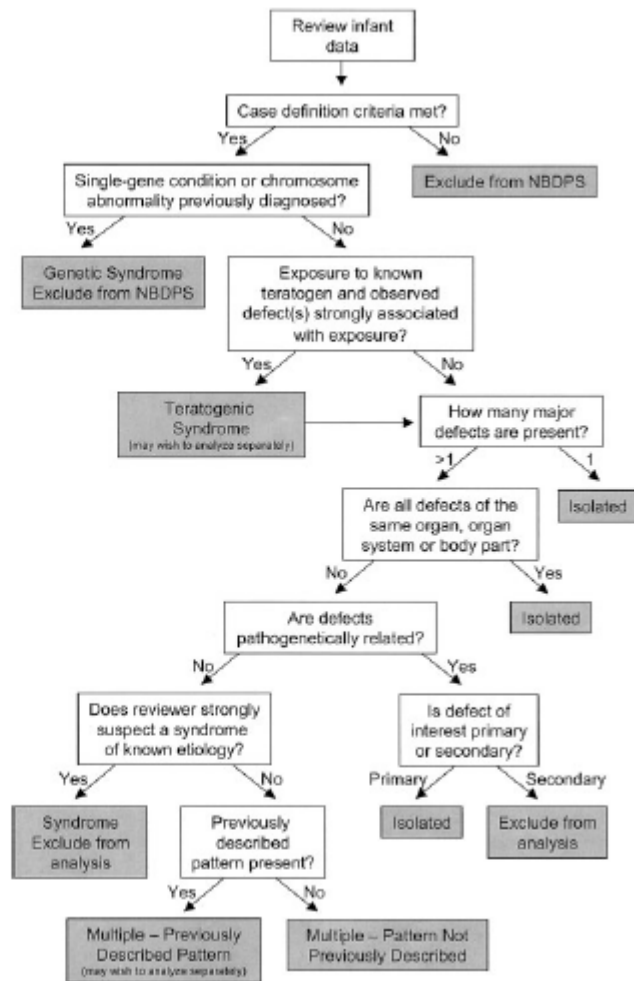 Review infant
data
Case definition criteria met?
Yes
No
Single-gene condition or chromosome
abnormality previously diagnosed?
Exclude from NBDPS
Yes
No
Genetic Syndrome
Exclude from NBDPS
Exposure to known
teratogen and observed
defect(s) strongly associated
with exposure?
Yes
No
Teratogenic
Syndrome
(may wish to analyze separately)
How many major
defects are present?
>1
1
Are all defects of the
same organ, organ
system or body part?
Isolated
No
Yes
Are defects
pathogenetically related?
Isolated
No
Yes
Does reviewer strongly
suspect a syndrome
of known etiology?
Is defect of
interest primary
or secondary?
Yes
No
Primary
Secondary
Syndrome
Exclude from
analysis
Previously
described
pattern present?
Isolated
Exclude from
analysis
Yes
No
Multiple – Previously
Described Pattern
(may wish to analyze separately)
Multiple – Pattern Not
Previously Described